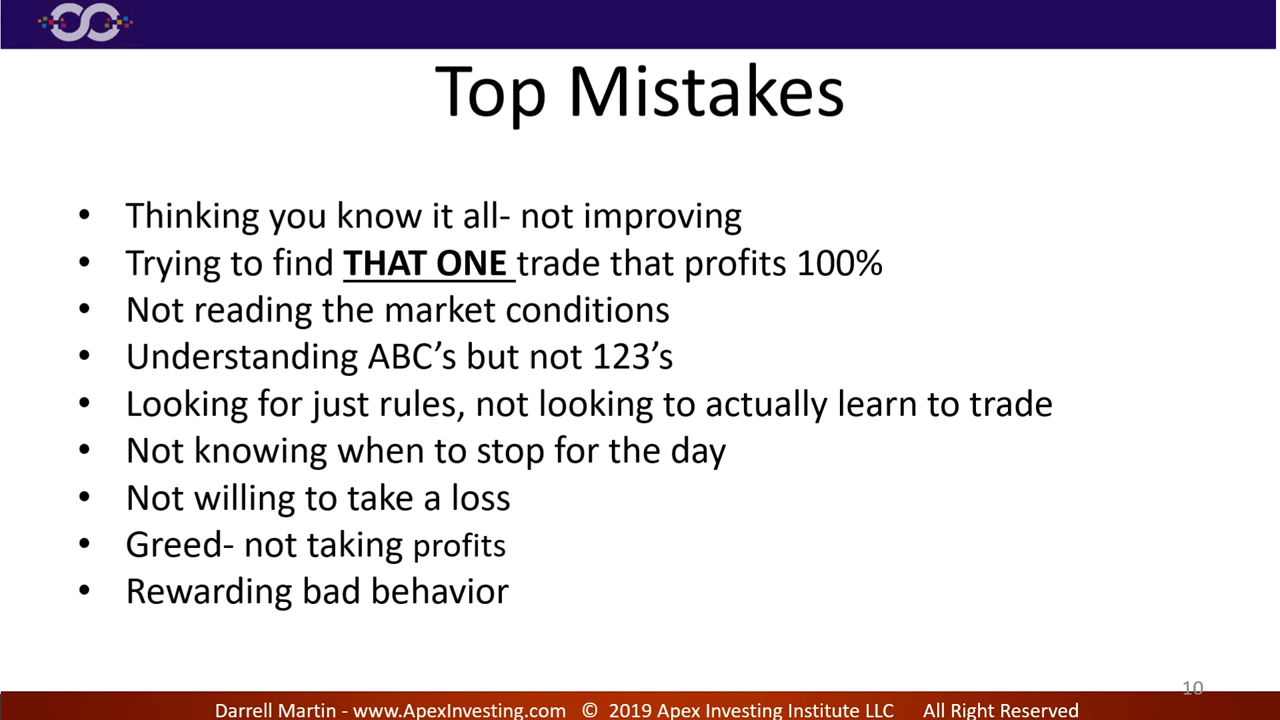 Top Mistakes
• Thinking you know it all- not improving
• Trying to find THAT ONE trade that profits 100%
• Not reading the market conditions
• Understanding ABC’s but not 123’s
• Looking for just rules, not looking to actually learn to trade
• Not knowing when to stop for the day
• Not willing to take a loss
• Greed- not taking profits
• Rewarding bad behavior
10
Darrell Martin - www.ApexInvesting.com © 2019 Apex Investing Institute LLC All Right Reserved